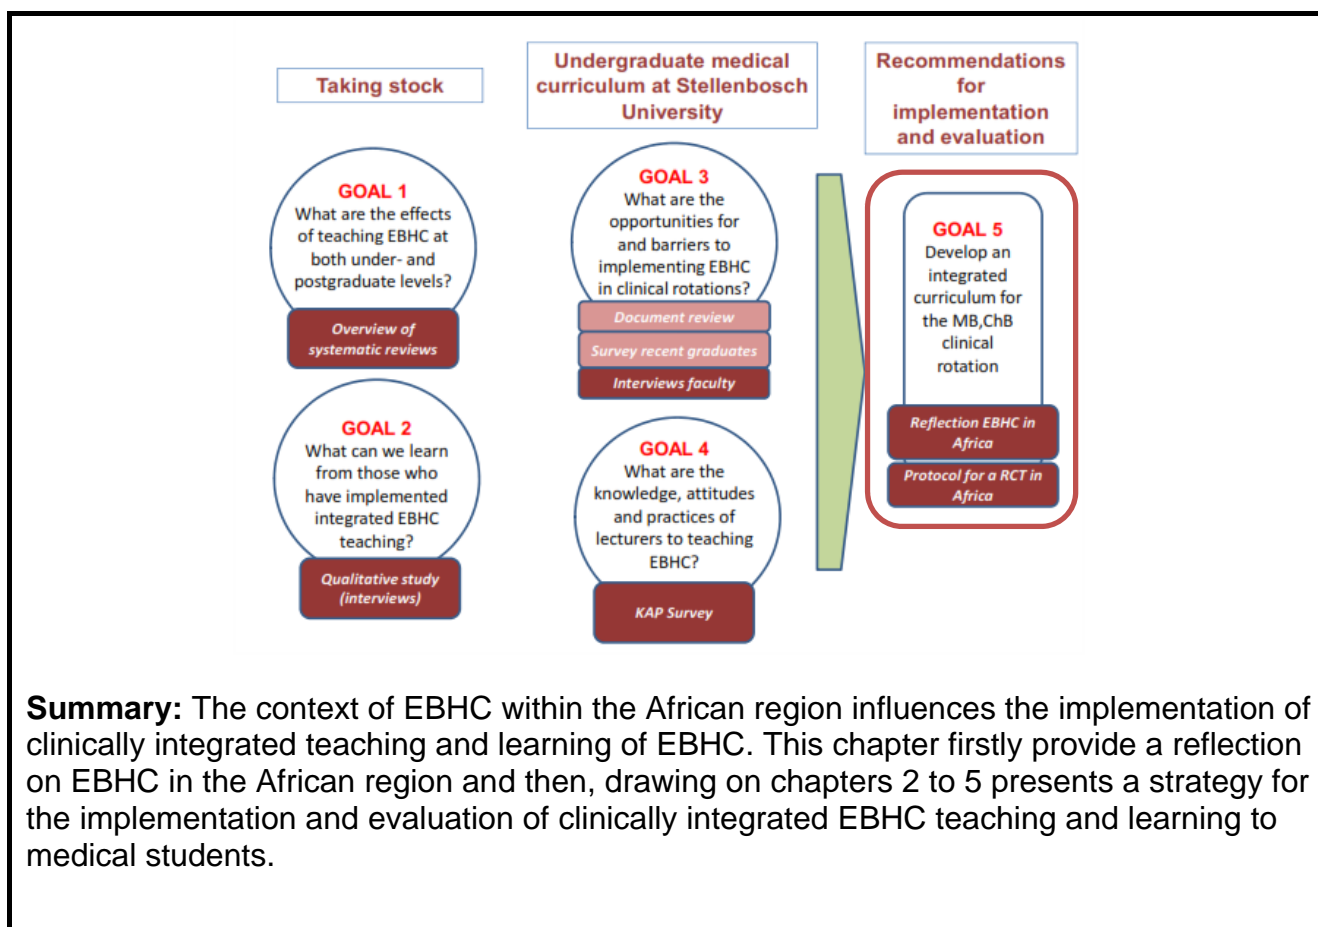 Taking stock
GOAL 1
What are the effects
of teaching EBHC at
both under- and
postgraduate levels?
Overview of
systematic reviews
GOAL 2
What can we learn
from those who
have implemented
integrated EBHC
teaching?
Qualitative study
(interviews)
Undergraduate medical
curriculum at Stellenbosch
University
GOAL 3
What are the
opportunities for
and barriers to
implementing EBHC
in clinical rotations?
Document review
Survey recent graduates
Interviews faculty
GOAL 4
What are the
knowledge, attitudes
and practices of
lecturers to teaching
EBHC?
KAP Survey
Recommendations
for
implementation
and evaluation
GOAL 5
Develop an
integrated
curriculum for
the MB,ChB
clinical
rotation
Reflection EBHC in
Africa
Protocol for a RCT in
Africa
Summary: The context of EBHC within the African region influences the implementation of
clinically integrated teaching and learning of EBHC. This chapter firstly provide a reflection
on EBHC in the African region and then, drawing on chapters 2 to 5 presents a strategy for
the implementation and evaluation of clinically integrated EBHC teaching and learning to
medical students.